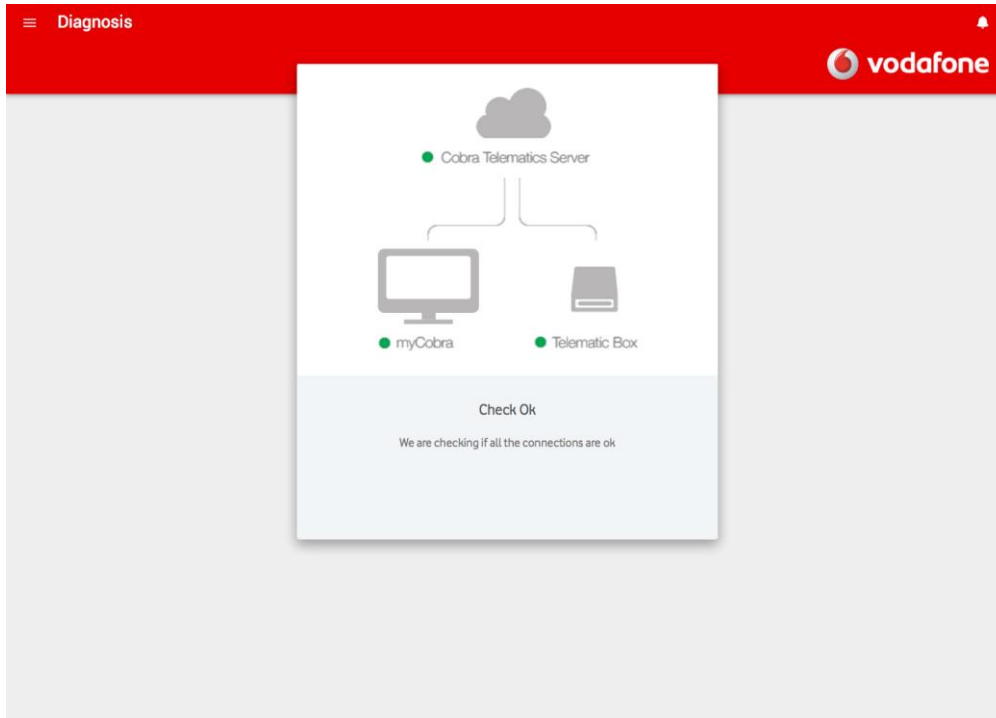 Diagnosis
vodafone
Cobra Telematics Server
myCobra
Telematic Box
Check Ok
We are checking if all the connections are ok